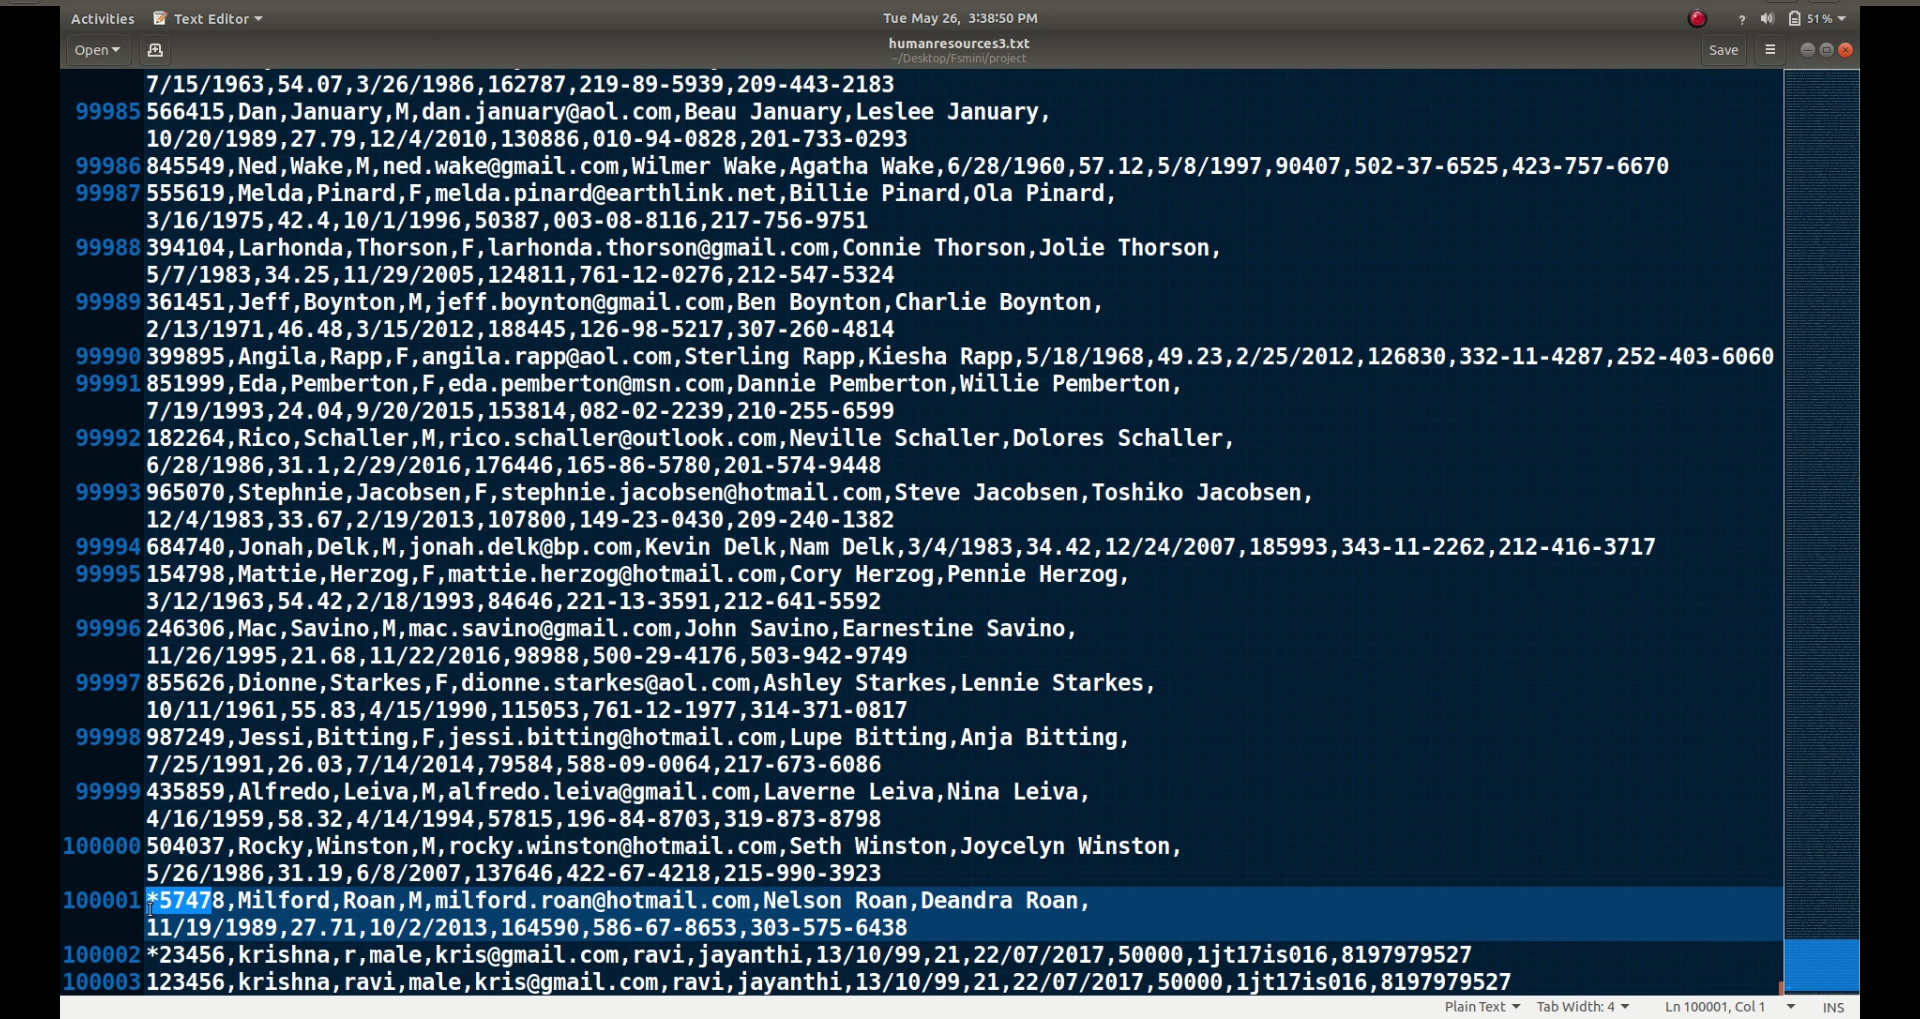 Activities Text Editor Tue May 26, 3:38:50 PM ? 51%
Open humanresources3.txt Save
~/Desktop/Fsmini/project
7/15/1963,54.07,3/26/1986,162787,219-89-5939,209-443-2183
99985 566415,Dan,January,M,dan.january@aol.com,Beau January,Leslee January,
10/20/1989,27.79,12/4/2010,130886,010-94-0828,201-733-0293
99986 845549,Ned,Wake,M,ned.wake@gmail.com,Wilmer Wake,Agatha Wake,6/28/1960,57.12,5/8/1997,90407,502-37-6525,423-757-6670
99987 555619,Melda,Pinard,F,melda.pinard@earthlink.net,Billie Pinard,Ola Pinard,
3/16/1975,42.4,10/1/1996,50387,003-08-8116,217-756-9751
99988 394104,Larhonda,Thorson,F,larhonda.thorson@gmail.com,Connie Thorson,Jolie Thorson,
5/7/1983,34.25,11/29/2005,124811,761-12-0276,212-547-5324
99989 361451,Jeff,Boynton,M,jeff.boynton@gmail.com,Ben Boynton,Charlie Boynton,
2/13/1971,46.48,3/15/2012,188445,126-98-5217,307-260-4814
99990 399895,Angila,Rapp,F,angila.rapp@aol.com,Sterling Rapp,Kiesha Rapp,5/18/1968,49.23,2/25/2012,126830,332-11-4287,252-403-6060
99991 851999,Eda,Pemberton,F,eda.pemberton@msn.com,Dannie Pemberton,Willie Pemberton,
7/19/1993,24.04,9/20/2015,153814,082-02-2239,210-255-6599
99992 182264,Rico,Schaller,M,rico.schaller@outlook.com,Neville Schaller,Dolores Schaller,
6/28/1986,31.1,2/29/2016,176446,165-86-5780,201-574-9448
99993 965070,Stephnie,Jacobsen,F,stephnie.jacobsen@hotmail.com,Steve Jacobsen,Toshiko Jacobsen,
12/4/1983,33.67,2/19/2013,107800,149-23-0430,209-240-1382
99994 684740,Jonah,Delk,M,jonah.delk@bp.com,Kevin Delk,Nam Delk,3/4/1983,34.42,12/24/2007,185993,343-11-2262,212-416-3717
99995 154798,Mattie,Herzog,F,mattie.herzog@hotmail.com,Cory Herzog,Pennie Herzog,
3/12/1963,54.42,2/18/1993,84646,221-13-3591,212-641-5592
99996 246306,Mac,Savino,M,mac.savino@gmail.com,John Savino,Earnestine Savino,
11/26/1995,21.68,11/22/2016,98988,500-29-4176,503-942-9749
99997 855626,Dionne,Starkes,F,dionne.starkes@aol.com,Ashley Starkes,Lennie Starkes,
10/11/1961,55.83,4/15/1990,115053,761-12-1977,314-371-0817
99998 987249,Jessi,Bitting,F,jessi.bitting@hotmail.com,Lupe Bitting,Anja Bitting,
7/25/1991,26.03,7/14/2014,79584,588-09-0064,217-673-6086
99999 435859,Alfredo,Leiva,M,alfredo.leiva@gmail.com,Laverne Leiva,Nina Leiva,
4/16/1959,58.32,4/14/1994,57815,196-84-8703,319-873-8798
100000 504037,Rocky,Winston,M,rocky.winston@hotmail.com,Seth Winston,Joycelyn Winston,
5/26/1986,31.19,6/8/2007,137646,422-67-4218,215-990-3923
100001 *57478,Milford,Roan,M,milford.roan@hotmail.com,Nelson Roan,Deandra Roan,
11/19/1989,27.71,10/2/2013,164590,586-67-8653,303-575-6438
100002 *23456,krishna,r,male,kris@gmail.com,ravi,jayanthi,13/10/99,21,22/07/2017,50000,1jt17is016,8197979527
100003 123456,krishna,ravi,male,kris@gmail.com,ravi,jayanthi,13/10/99,21,22/07/2017,50000,1jt17is016,8197979527
Plain Text Tab Width: 4 Ln 100001, Col 1 INS